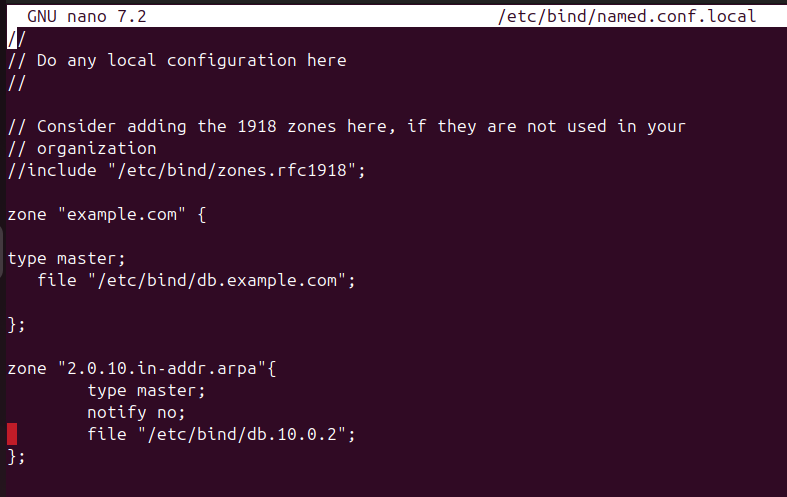 GNU nano 7.2 /etc/bind/named.conf.local
//
// Do any local configuration here
//
// Consider adding the 1918 zones here, if they are not used in your
// organization
//include "/etc/bind/zones.rfc1918";
zone "example.com" {
type master;
file "/etc/bind/db.example.com";
};
zone "2.0.10.in-addr.arpa"{
type master;
notify no;
file "/etc/bind/db.10.0.2";
};